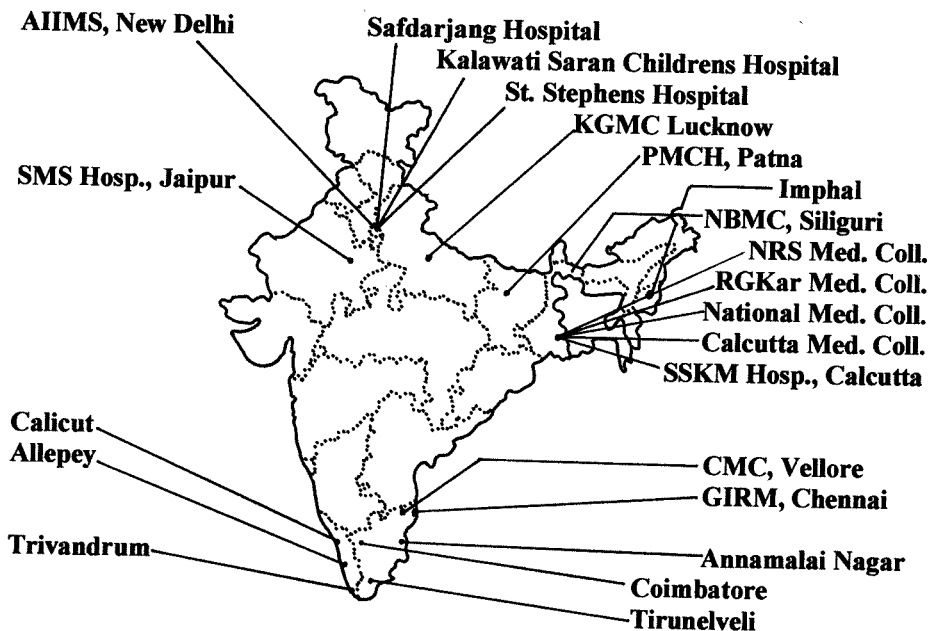 AIIMS, New Delhi
Safdarjang Hospital
Kalawati Saran Childrens Hospital
St. Stephens Hospital
KGMC Lucknow
PMCH, Patna
SMS Hosp., Jaipur
Imphal
NBMC, Siliguri
NRS Med. Coll.
RGKar Med. Coll.
National Med. Coll.
Calcutta Med. Coll.
SSKM Hosp., Calcutta
Calicut
Allepey
Trivandrum
CMC, Vellore
GIRM, Chennai
Annamalai Nagar
Coimbatore
Tirunelveli